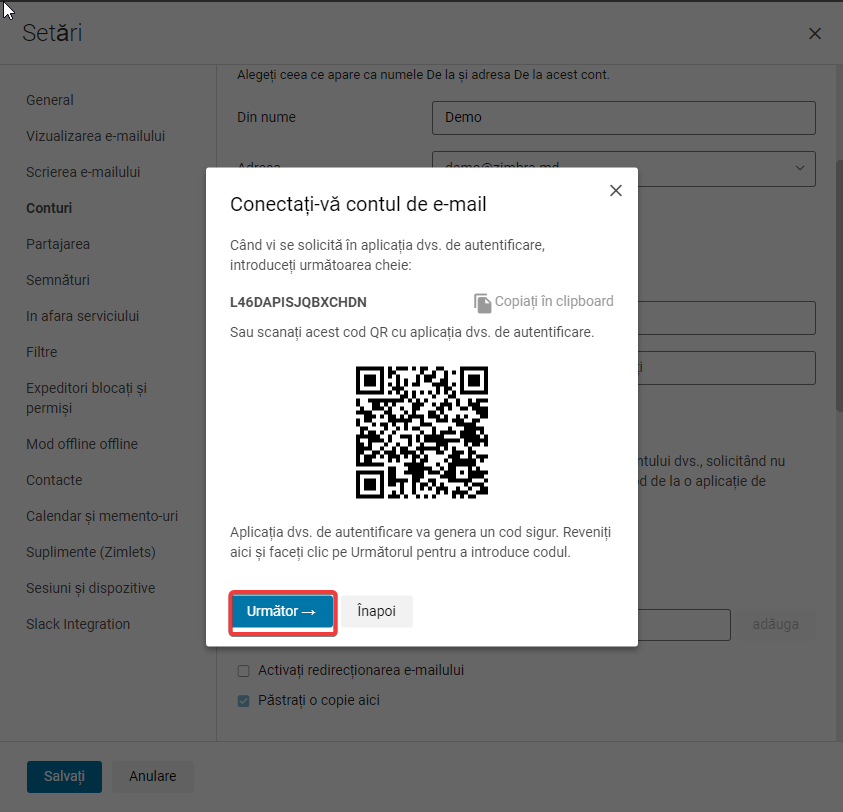 Setări
Alegeți ceea ce apare ca numele De la și adresa De la acest cont.
General
Din nume
Demo
Vizualizarea e-mailului
Adresa
demo@zimbra.md
Scrierea e-mailului
Conturi
Partajarea
Semnături
In afara serviciului
Filtre
Expeditori blocați și
permiși
Mod offline offline
Contacte
Calendar și memento-uri
Suplimente (Zimlets)
Sesiuni și dispozitive
Slack Integration
Conectați-vă contul de e-mail
Când vi se solicită în aplicația dvs. de autentificare,
introduceți următoarea cheie:
L46DAPISJQBXCHDN
Copiați în clipboard
Sau scanați acest cod QR cu aplicația dvs. de autentificare.
Aplicația dvs. de autentificare va genera un cod sigur. Reveniți
aici și faceți clic pe Următorul pentru a introduce codul.
Următor →
Înapoi
ntului dvs., solicitând nu
d de la o aplicație de
adăuga
Activați redirecționarea e-mailului
Păstrați o copie aici
Salvați
Anulare